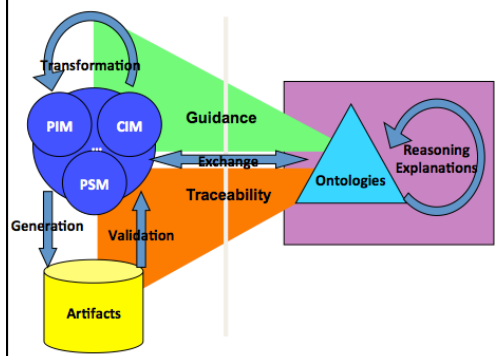 Transformation
PIM
CIM
...
PSM
Guidance
Exchange
Traceability
Ontologies
Reasoning
Explanations
Generation
Validation
Artifacts